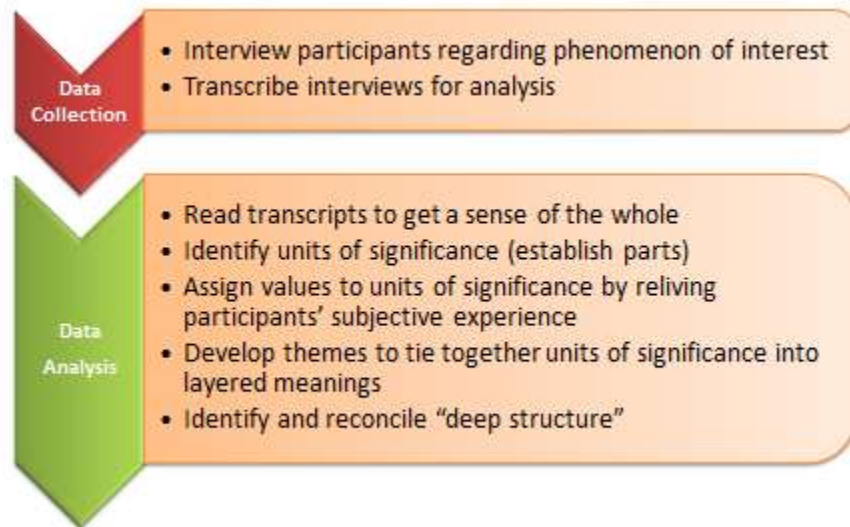 Data
Collection
• Interview participants regarding phenomenon of interest
• Transcribe interviews for analysis
Data
Analysis
• Read transcripts to get a sense of the whole
• Identify units of significance (establish parts)
• Assign values to units of significance by reliving
participants’ subjective experience
• Develop themes to tie together units of significance into
layered meanings
• Identify and reconcile “deep structure”